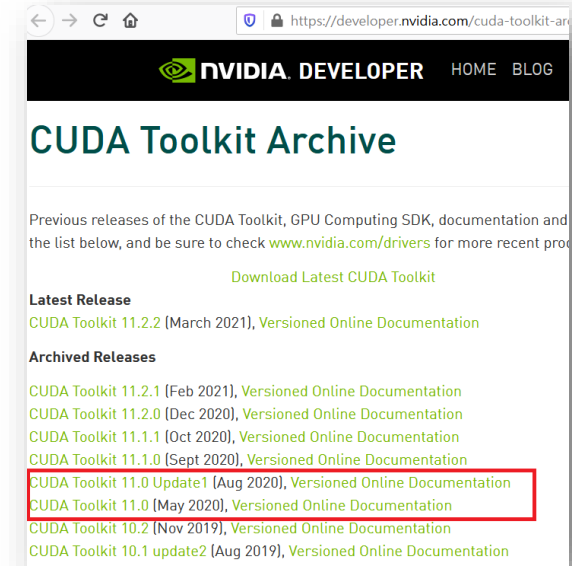 https://developer.nvidia.com/cuda-toolkit-ar
NVIDIA. DEVELOPER HOME BLOG
CUDA Toolkit Archive
Previous releases of the CUDA Toolkit, GPU Computing SDK, documentation and
the list below, and be sure to check www.nvidia.com/drivers for more recent
Download Latest CUDA Toolkit
Latest Release
CUDA Toolkit 11.2.2 (March 2021), Versioned Online Documentation
Archived Releases
CUDA Toolkit 11.2.1 (Feb 2021), Versioned Online Documentation
CUDA Toolkit 11.2.0 (Dec 2020), Versioned Online Documentation
CUDA Toolkit 11.1.1 (Oct 2020), Versioned Online Documentation
CUDA Toolkit 11.1.0 (Sept 2020), Versioned Online Documentation
CUDA Toolkit 11.0 Update1 (Aug 2020), Versioned Online Documentation
CUDA Toolkit 11.0 (May 2020), Versioned Online Documentation
CUDA Toolkit 10.2 (Nov 2019), Versioned Online Documentation
CUDA Toolkit 10.1 update2 (Aug 2019), Versioned Online Documentation